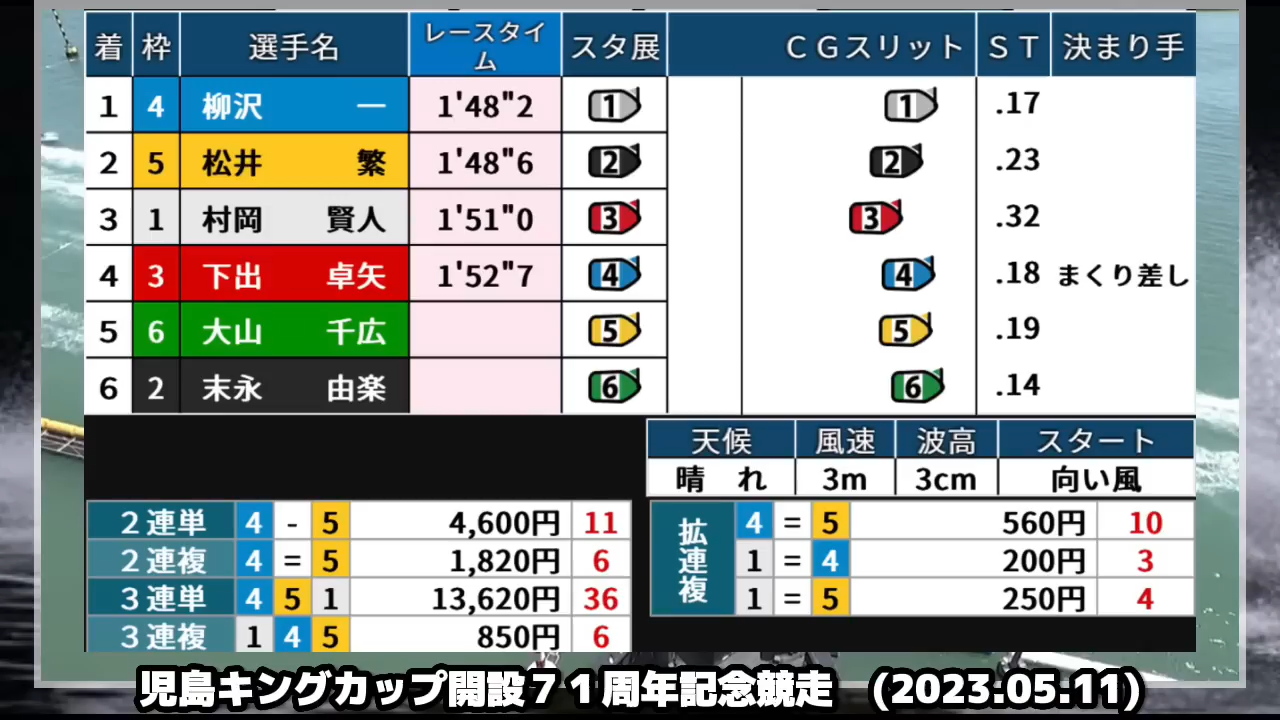 着 枠 選手名 レースタイム スタ展 ＣＧスリット ＳＴ 決まり手
1 4 柳沢 一 1'48"2 1 1 .17
2 5 松井 繁 1'48"6 2 2 .23
3 1 村岡 賢人 1'51"0 3 3 .32
4 3 下出 卓矢 1'52"7 4 4 .18 まくり差し
5 6 大山 千広 5 5 .19
6 2 末永 由楽 6 6 .14
天候 風速 波高 スタート
晴 れ 3m 3cm 向い風
２連単 4 - 5 4,600円 11
２連複 4 = 5 1,820円 6
３連単 4 5 1 13,620円 36
３連複 1 4 5 850円 6
拡連複 4 = 5 560円 10
1 = 4 200円 3
1 = 5 250円 4
児島キングカップ開設７１周年記念競走 (2023.05.11)